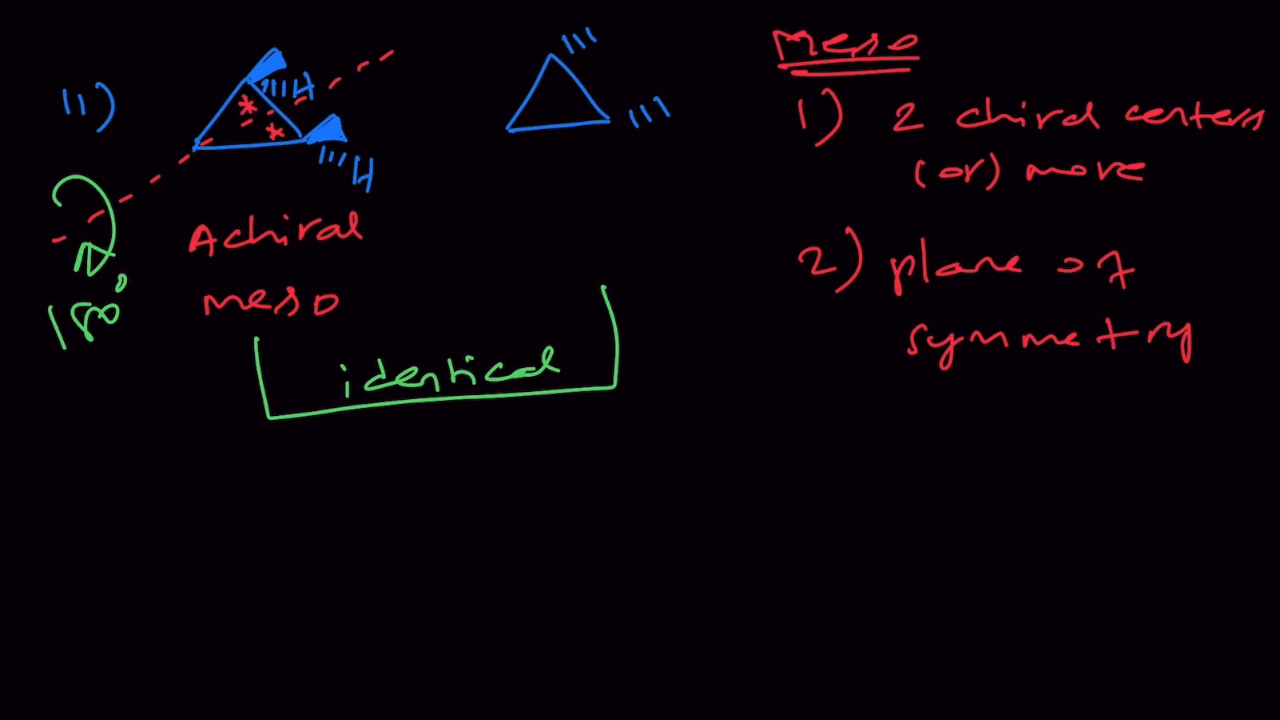 11)
H
H
*
*
Achiral
meso
180°
identical
Meso
1) 2 chiral centers
(or) more
2) plane of
symmetry